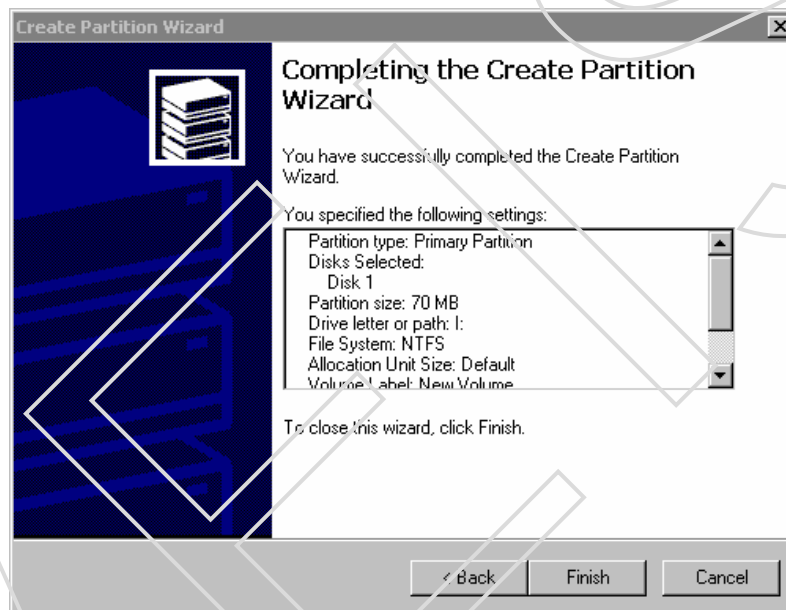 Create Partition Wizard
Completing the Create Partition
Wizard
You have successfully completed the Create Partition
Wizard.
You specified the following settings:
Partition type: Primary Partition
Disks Selected:
Disk 1
Partition size: 70 MB
Drive letter or path: I:
File System: NTFS
Allocation Unit Size: Default
Volume Label: New Volume
To close this wizard, click Finish.
< Back
Finish
Cancel